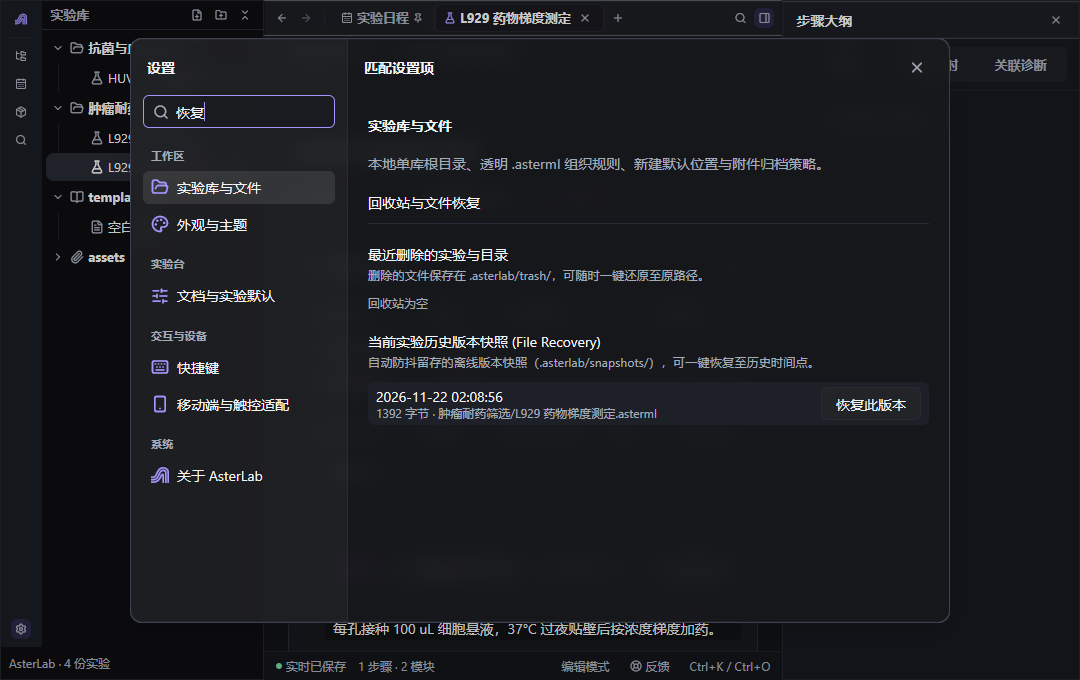 实验库
实验日程
L929 药物梯度测定
步骤大纲
抗菌与
HUV
肿瘤耐药
L929
L929
templa
空白
assets
时
关联诊断
设置
恢复
工作区
实验库与文件
外观与主题
实验台
文档与实验默认
交互与设备
快捷键
移动端与触控适配
系统
关于 AsterLab
匹配设置项
实验库与文件
本地单库根目录、透明 .asterml 组织规则、新建默认位置与附件归档策略。
回收站与文件恢复
最近删除的实验与目录
删除的文件保存在 .asterlab/trash/，可随时一键还原至原路径。
回收站为空
当前实验历史版本快照 (File Recovery)
自动防抖留存的离线版本快照（.asterlab/snapshots/），可一键恢复至历史时间点。
2026-11-22 02:08:56
1392 字节 · 肿瘤耐药筛选/L929 药物梯度测定.asterml
恢复此版本
每孔接种 100 uL 细胞悬液，37℃ 过夜贴壁后按浓度梯度加药。
AsterLab · 4 份实验
实时已保存
1 步骤 · 2 模块
编辑模式
反馈
Ctrl+K / Ctrl+O